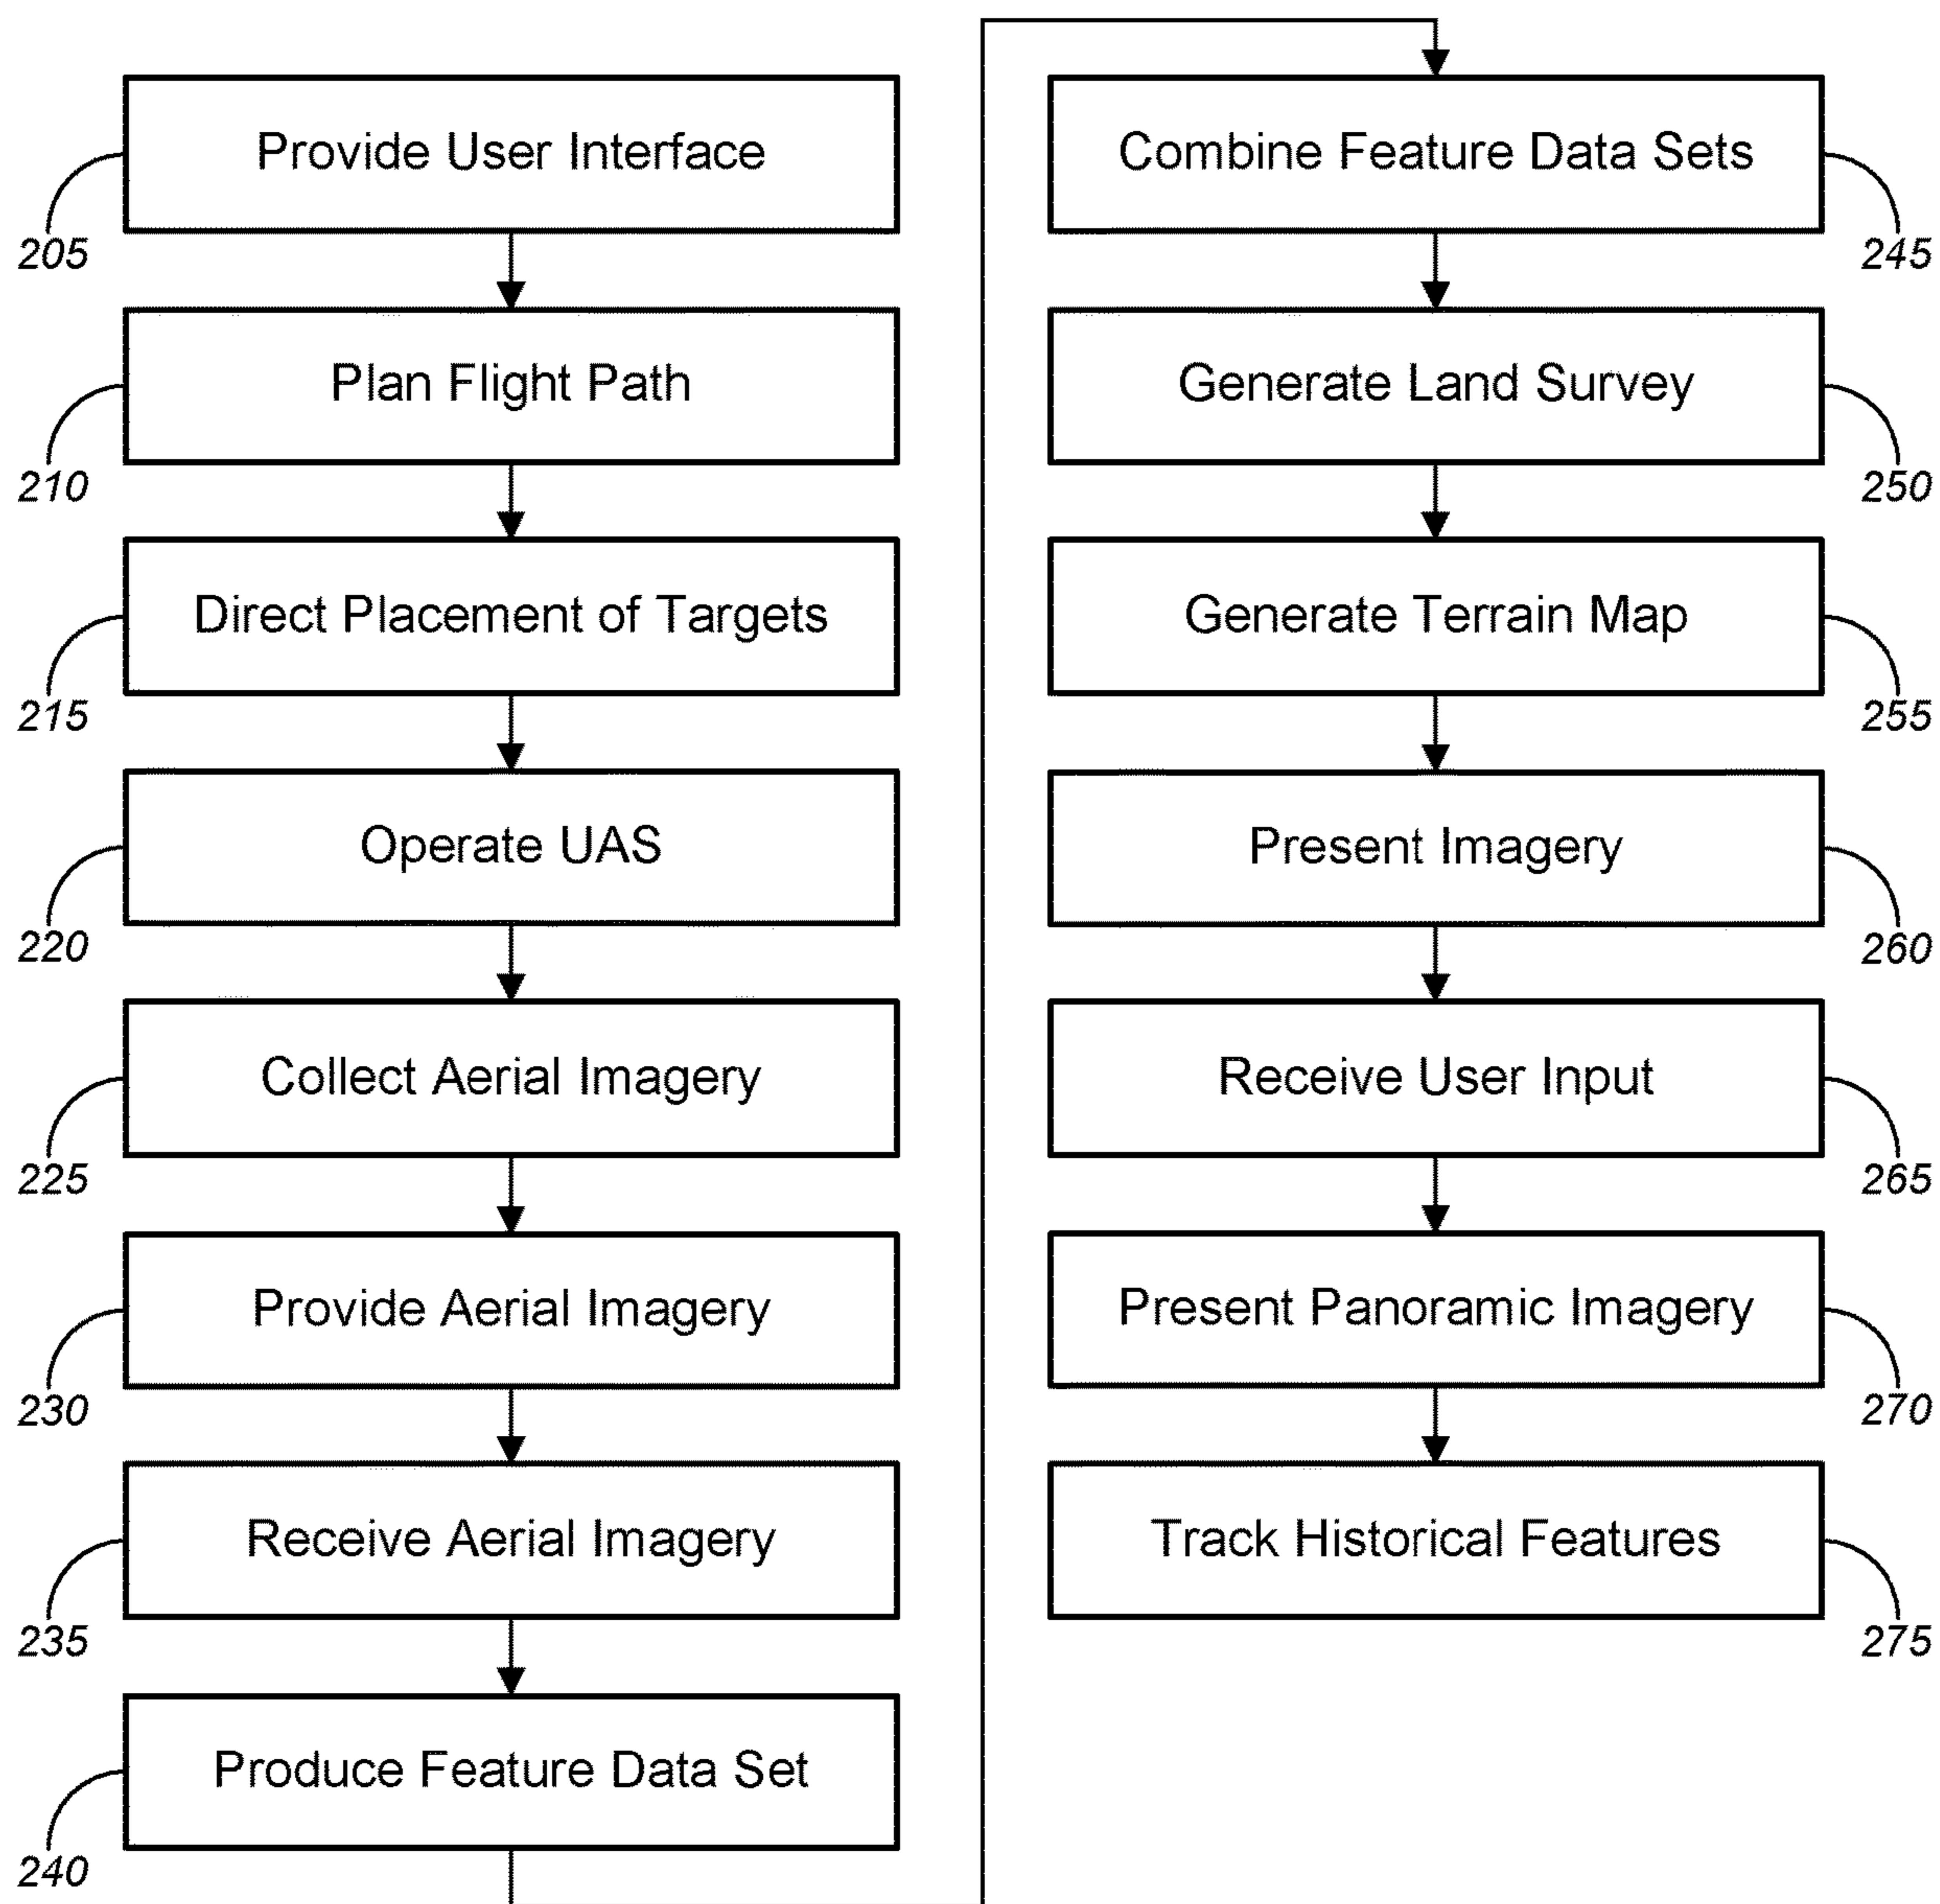 Provide User Interface
205
Plan Flight Path
210
Direct Placement of Targets
215
Operate UAS
220
Collect Aerial Imagery
225
Provide Aerial Imagery
230
Receive Aerial Imagery
235
Produce Feature Data Set
240
Combine Feature Data Sets
245
Generate Land Survey
250
Generate Terrain Map
255
Present Imagery
260
Receive User Input
265
Present Panoramic Imagery
270
Track Historical Features
275